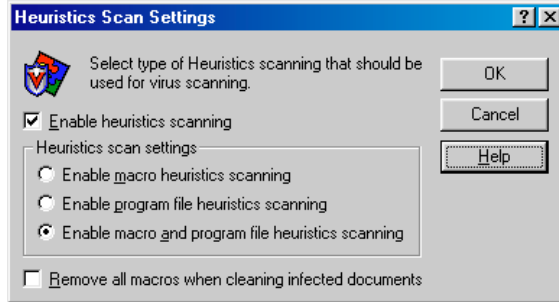 Heuristics Scan Settings
Select type of Heuristics scanning that should be
used for virus scanning.
OK
Enable heuristics scanning
Cancel
Heuristics scan settings
Help
Enable macro heuristics scanning
Enable program file heuristics scanning
Enable macro and program file heuristics scanning
Remove all macros when cleaning infected documents